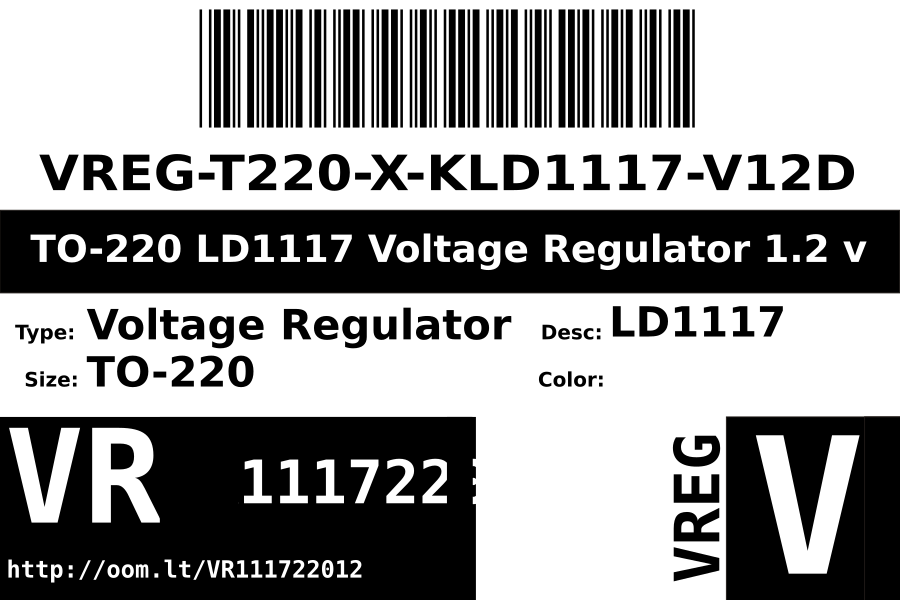 VREG-T220-X-KLD1117-V12D
TO-220 LD1117 Voltage Regulator 1.2 v
Type: Voltage Regulator Desc: LD1117
Size: TO-220 Color:
VR 111722
VREG V
http://oom.lt/VR111722012